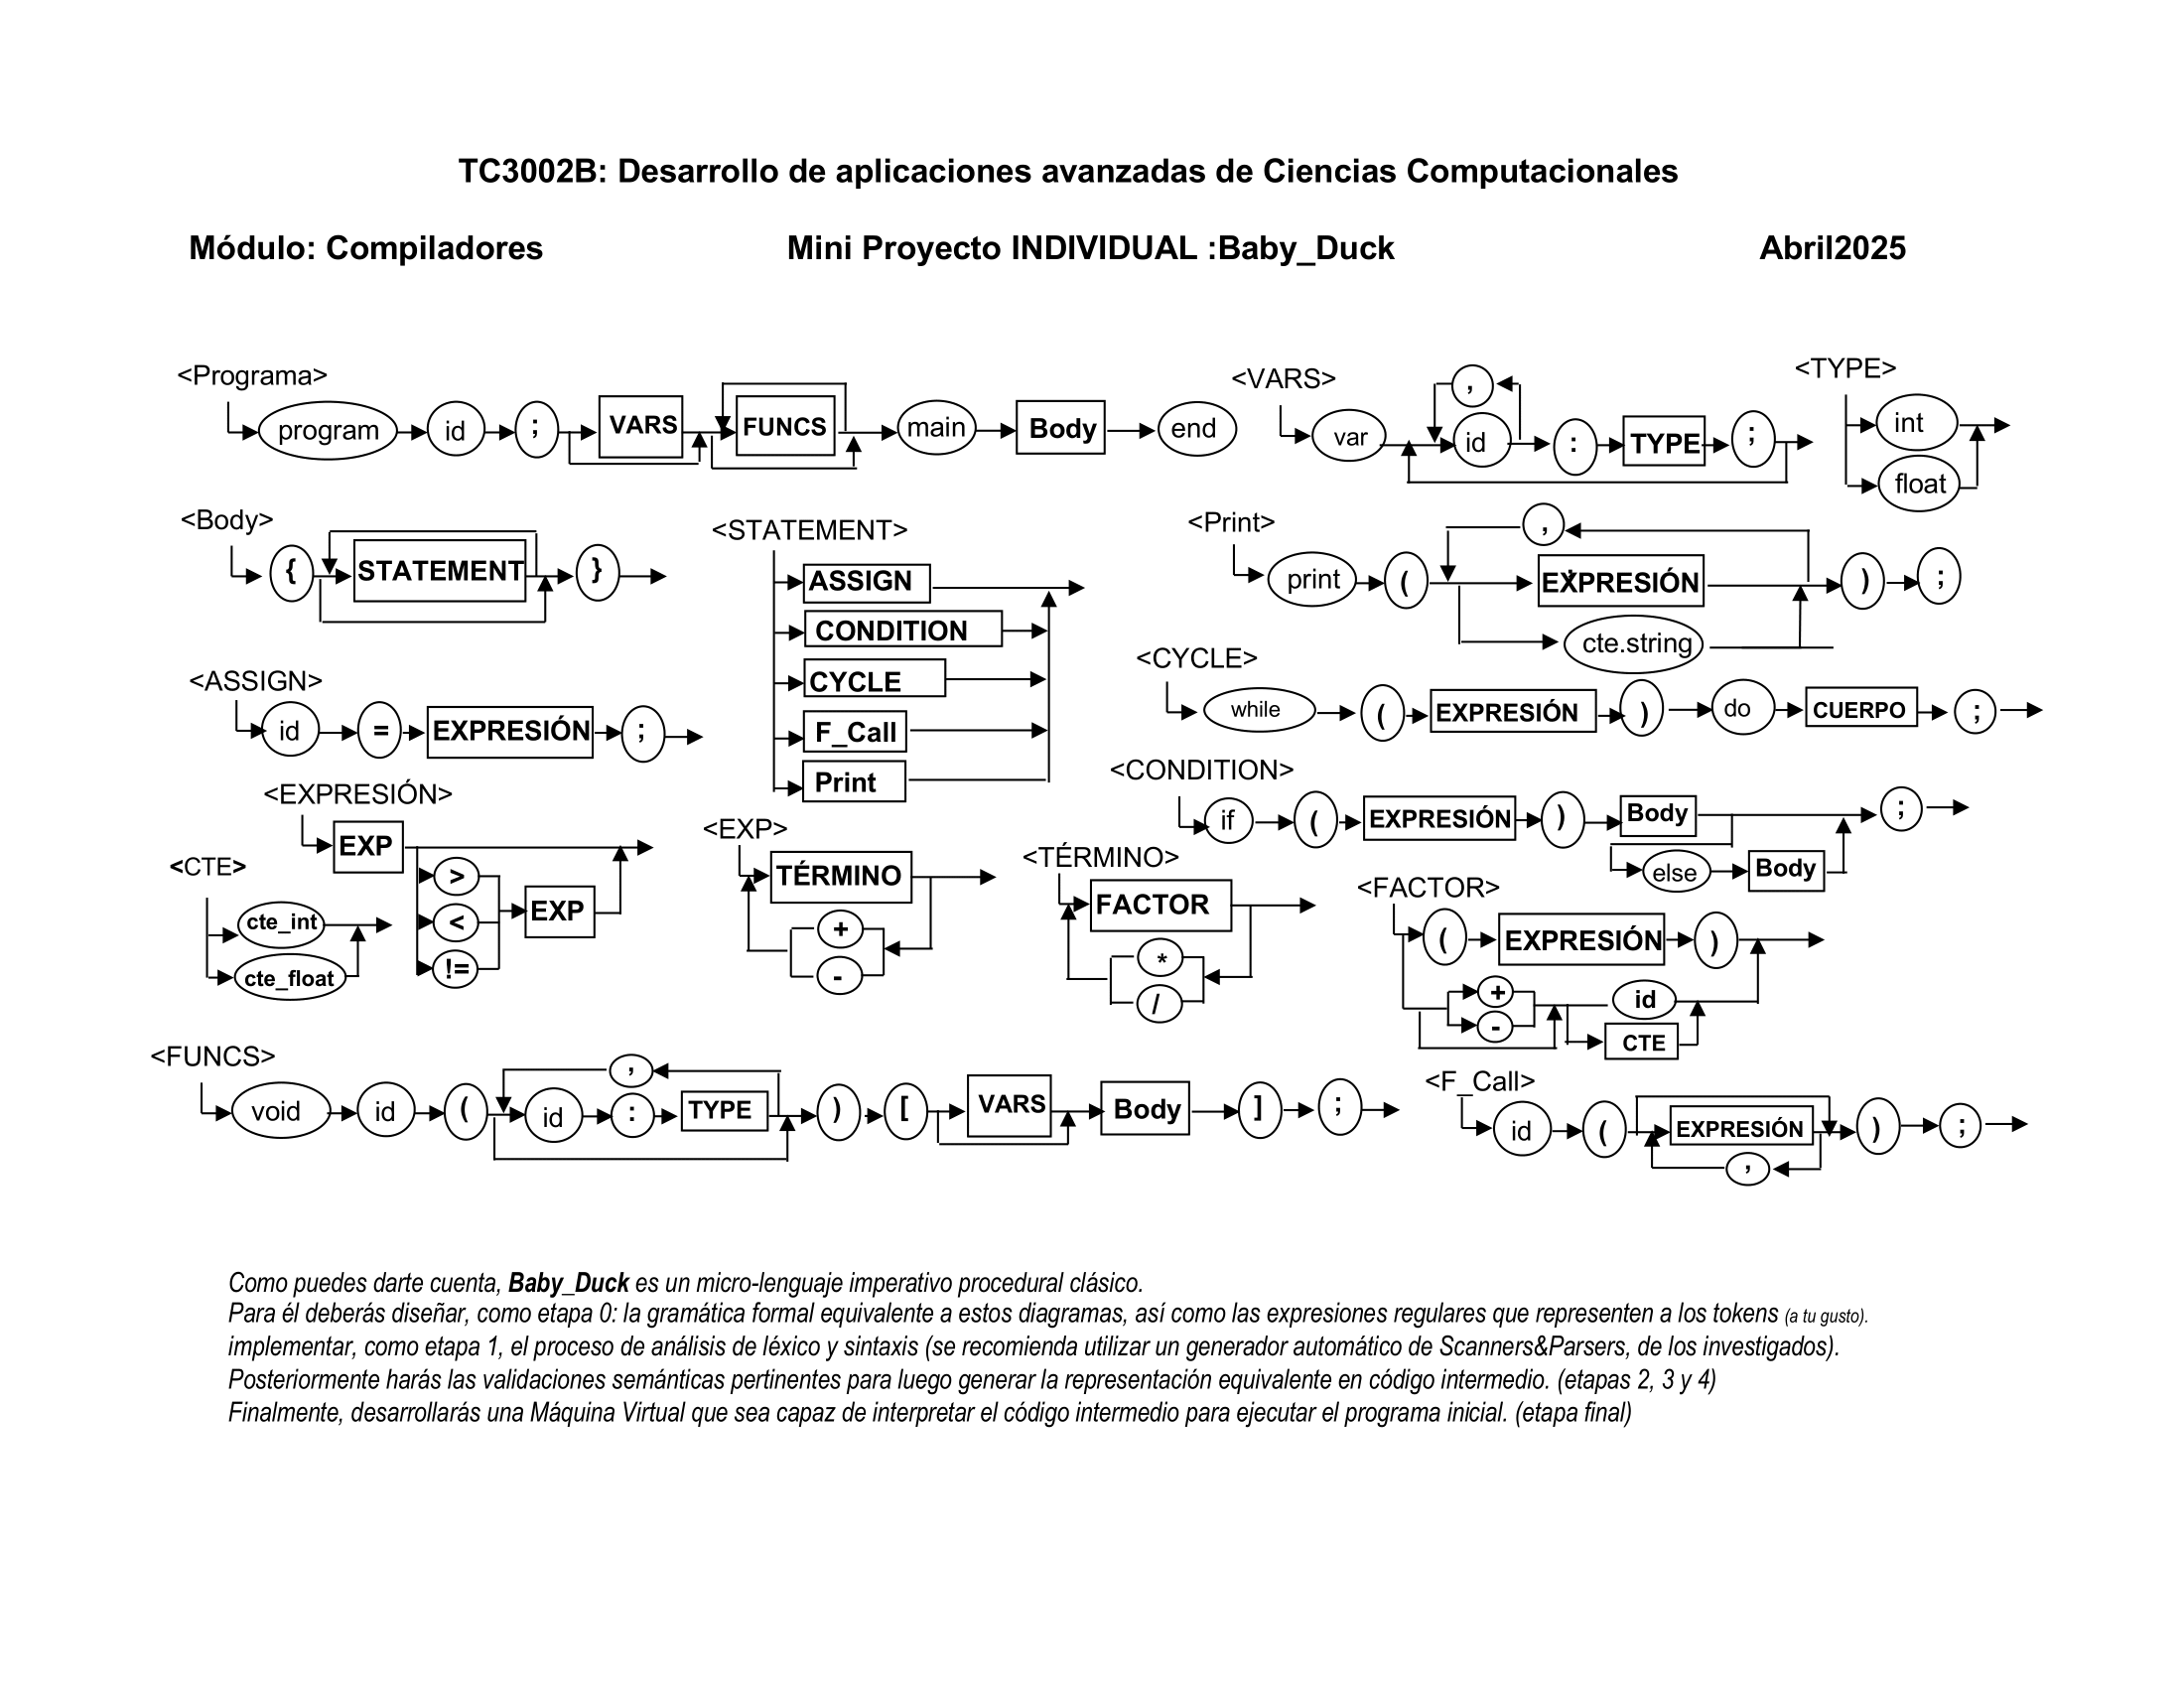 TC3002B: Desarrollo de aplicaciones avanzadas de Ciencias Computacionales
Módulo: Compiladores Mini Proyecto INDIVIDUAL :Baby_Duck Abril2025
<Programa>
program id ; VARS FUNCS main Body end
<VARS>
,
var id : TYPE ;
<TYPE>
int
float
<Body>
{ STATEMENT }
<STATEMENT>
ASSIGN
CONDITION
CYCLE
F_Call
Print
<Print>
,
print ( EXPRESIÓN ) ;
cte.string
<ASSIGN>
id = EXPRESIÓN ;
<CYCLE>
while ( EXPRESIÓN ) do CUERPO ;
<EXPRESIÓN>
EXP
>
< EXP
!=
<CTE>
cte_int
cte_float
<EXP>
TÉRMINO
+
-
<TÉRMINO>
FACTOR
*
/
<CONDITION>
if ( EXPRESIÓN ) Body ;
else Body
<FACTOR>
( EXPRESIÓN )
+ id
- CTE
<FUNCS>
,
void id ( id : TYPE ) [ VARS Body ] ;
<F_Call>
id ( EXPRESIÓN ) ;
,
Como puedes darte cuenta, Baby_Duck es un micro-lenguaje imperativo procedural clásico.
Para él deberás diseñar, como etapa 0: la gramática formal equivalente a estos diagramas, así como las expresiones regulares que representen a los tokens (a tu gusto).
implementar, como etapa 1, el proceso de análisis de léxico y sintaxis (se recomienda utilizar un generador automático de Scanners&Parsers, de los investigados).
Posteriormente harás las validaciones semánticas pertinentes para luego generar la representación equivalente en código intermedio. (etapas 2, 3 y 4)
Finalmente, desarrollarás una Máquina Virtual que sea capaz de interpretar el código intermedio para ejecutar el programa inicial. (etapa final)